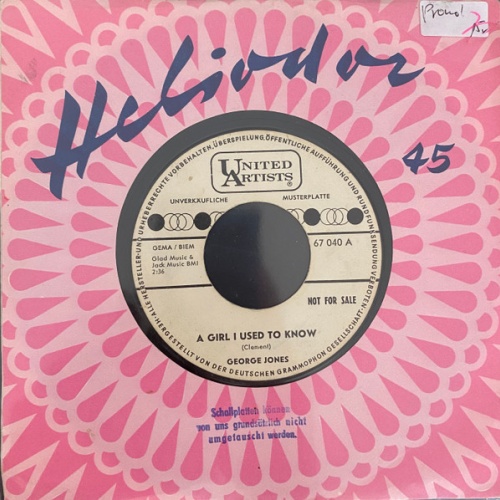 Promo!
75,-
Heliodor
45
ALLE HERSTELLER- UND URHEBERRECHTE VORBEHALTEN, ÜBERSPIELUNG, ÖFFENTLICHE AUFFÜHRUNG UND RUNDFUNKSENDUNG VERBOTEN.
UNITED
ARTISTS®
UNVERKÄUFLICHE MUSTERPLATTE
GEMA / BIEM 67 040 A
Glad Music &
Jack Music BMI
2:36
NOT FOR SALE
A GIRL I USED TO KNOW
(Clement)
GEORGE JONES
HERGESTELLT VON DER DEUTSCHEN GRAMMOPHON GESELLSCHAFT
Schallplatten können
von uns grundsätzlich nicht
umgetauscht werden.